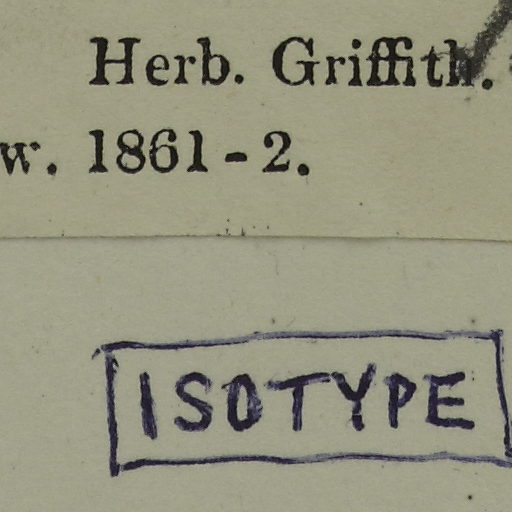 Herb. Griffith.
w. 1861-2.
ISOTYPE